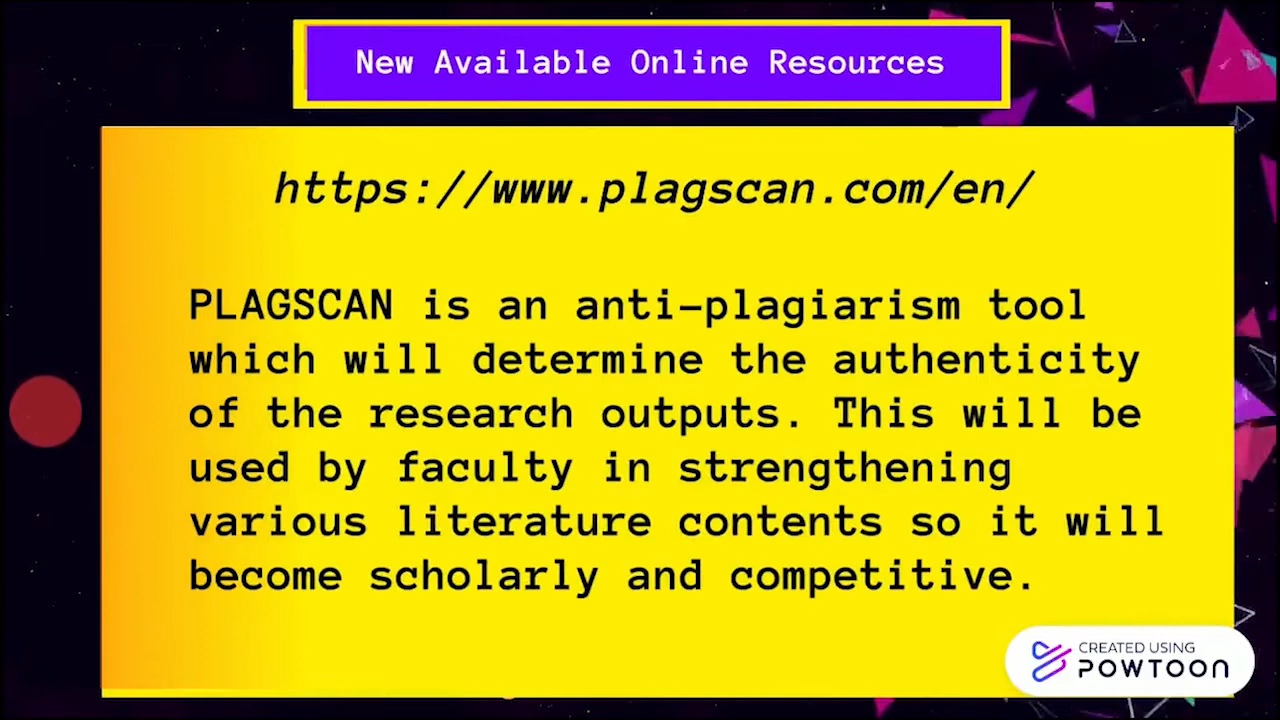 New Available Online Resources
https://www.plagscan.com/en/
PLAGSCAN is an anti-plagiarism tool
which will determine the authenticity
of the research outputs. This will be
used by faculty in strengthening
various literature contents so it will
become scholarly and competitive.
CREATED USING
POWTOON